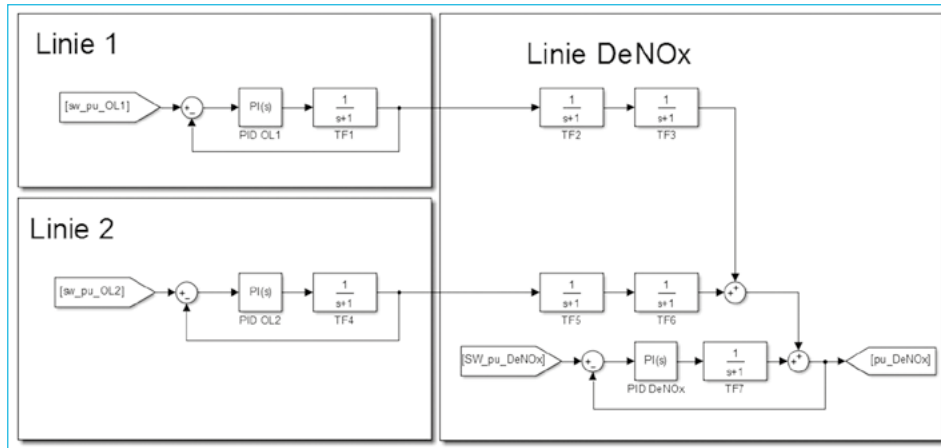 Linie 1
[sw_pu_OL1]
+
−
PI(s)
PID OL1
1
s+1
TF1
Linie 2
[sw_pu_OL2]
+
−
PI(s)
PID OL2
1
s+1
TF4
Linie DeNOx
1
s+1
TF2
1
s+1
TF3
1
s+1
TF5
1
s+1
TF6
+
+
[SW_pu_DeNOx]
+
−
PI(s)
PID DeNOx
1
s+1
TF7
+
+
[pu_DeNOx]